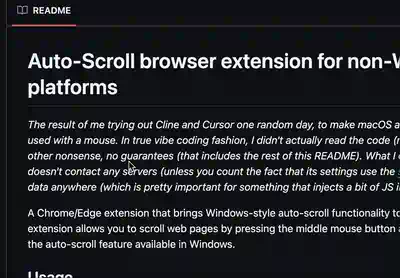 README
Auto-Scroll browser extension for non-W
platforms
The result of me trying out Cline and Cursor one random day, to make macOS a
used with a mouse. In true vibe coding fashion, I didn't actually read the code (
other nonsense, no guarantees (that includes the rest of this README). What I
doesn't contact any servers (unless you count the fact that its settings use the
data anywhere (which is pretty important for something that injects a bit of JS i
A Chrome/Edge extension that brings Windows-style auto-scroll functionality to
extension allows you to scroll web pages by pressing the middle mouse button a
the auto-scroll feature available in Windows.
Usage